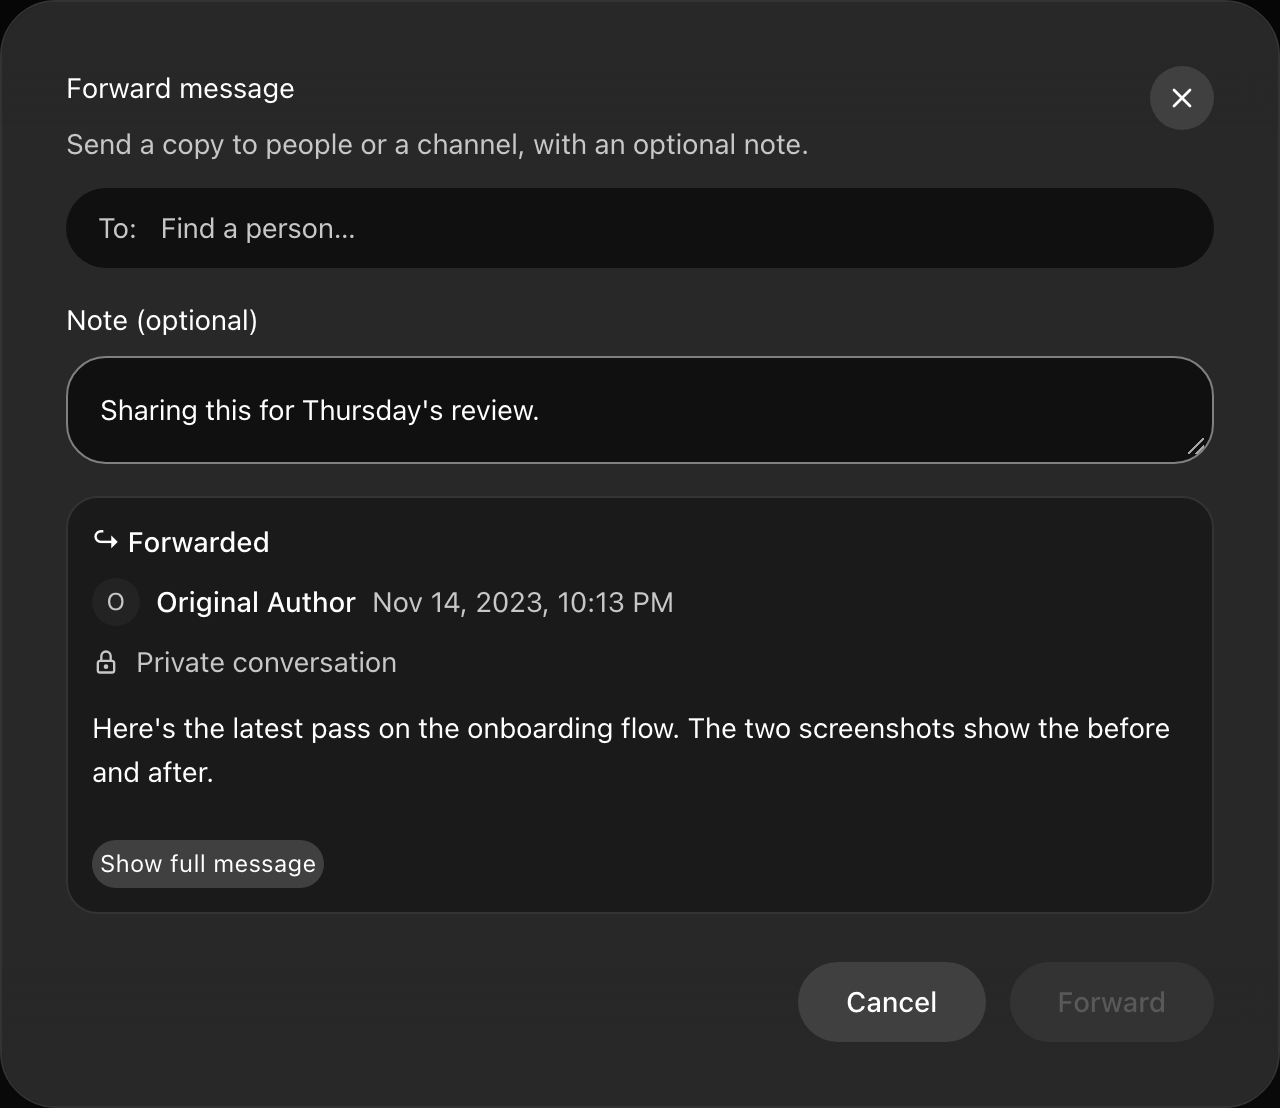 Forward message
Send a copy to people or a channel, with an optional note.
To: Find a person...
Note (optional)
Sharing this for Thursday's review.
Forwarded
O Original Author Nov 14, 2023, 10:13 PM
Private conversation
Here's the latest pass on the onboarding flow. The two screenshots show the before
and after.
Show full message
Cancel Forward